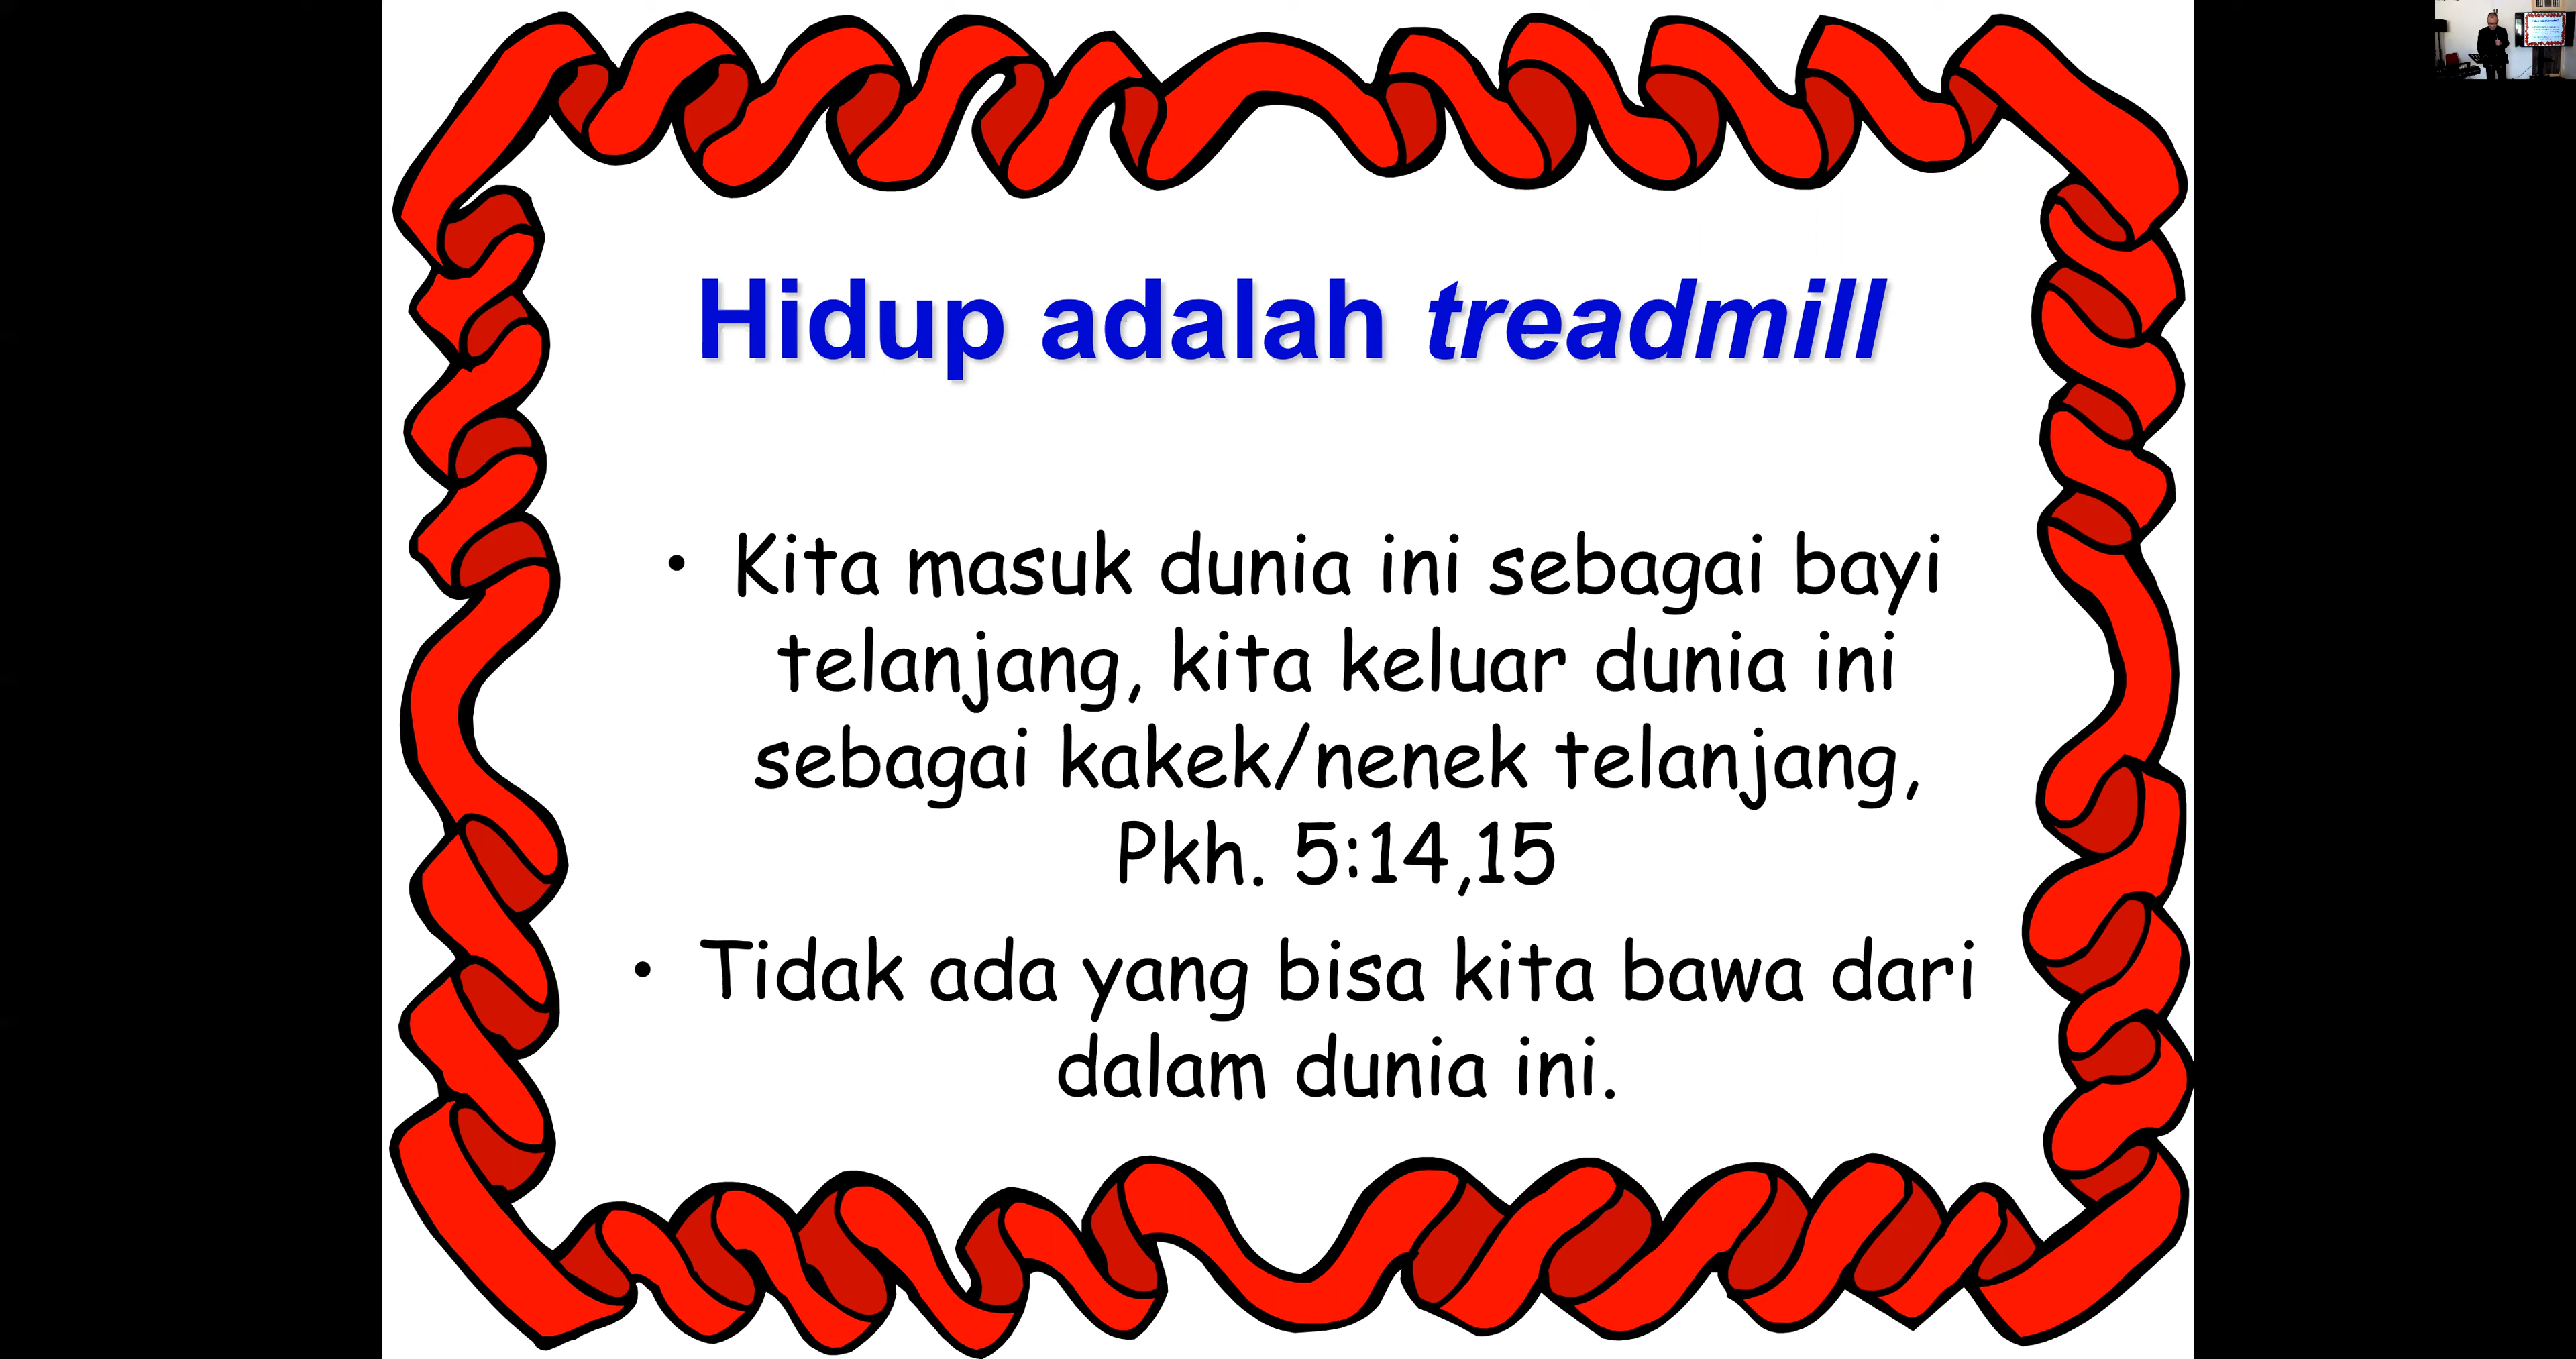 Hidup adalah treadmill
• Kita masuk dunia ini sebagai bayi
telanjang, kita keluar dunia ini
sebagai kakek/nenek telanjang,
Pkh. 5:14,15
• Tidak ada yang bisa kita bawa dari
dalam dunia ini.